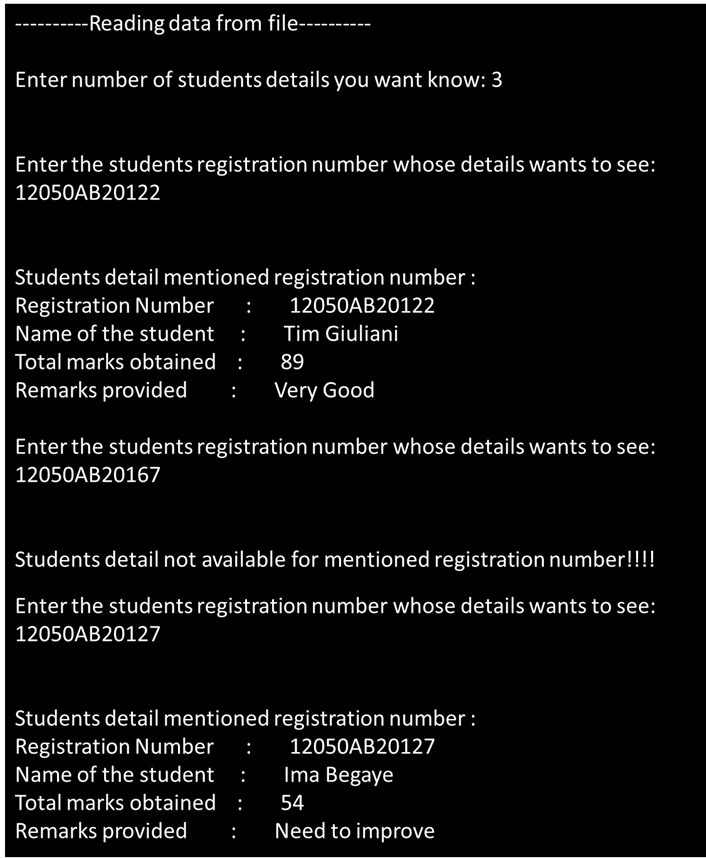 ----------Reading data from file----------
Enter number of students details you want know: 3
Enter the students registration number whose details wants to see:
12050AB20122
Students detail mentioned registration number :
Registration Number : 12050AB20122
Name of the student : Tim Giuliani
Total marks obtained : 89
Remarks provided : Very Good
Enter the students registration number whose details wants to see:
12050AB20167
Students detail not available for mentioned registration number!!!!
Enter the students registration number whose details wants to see:
12050AB20127
Students detail mentioned registration number :
Registration Number : 12050AB20127
Name of the student : Ima Begaye
Total marks obtained : 54
Remarks provided : Need to improve